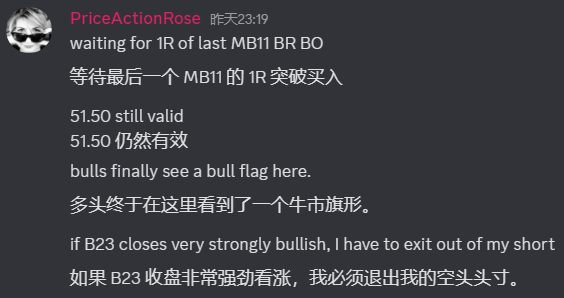 PriceActionRose 昨天23:19
waiting for 1R of last MB11 BR BO
等待最后一个 MB11 的 1R 突破买入
51.50 still valid
51.50 仍然有效
bulls finally see a bull flag here.
多头终于在这里看到了一个牛市旗形。
if B23 closes very strongly bullish, I have to exit out of my short
如果 B23 收盘非常强劲看涨，我必须退出我的空头头寸。